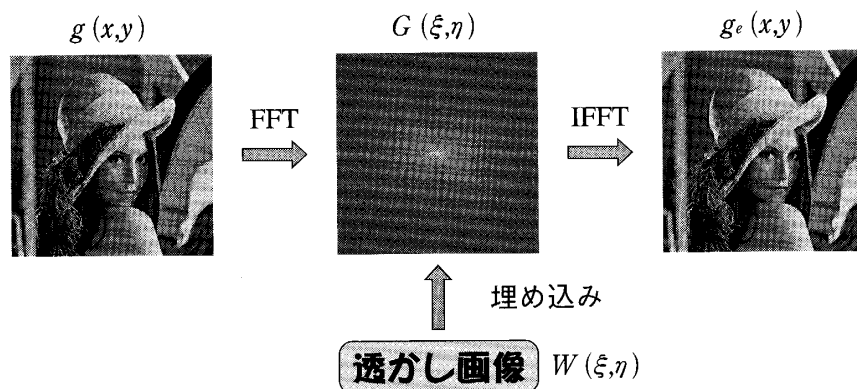 g (x,y)
G (ξ,η)
gₑ (x,y)
FFT
IFFT
埋め込み
透かし画像
W (ξ,η)